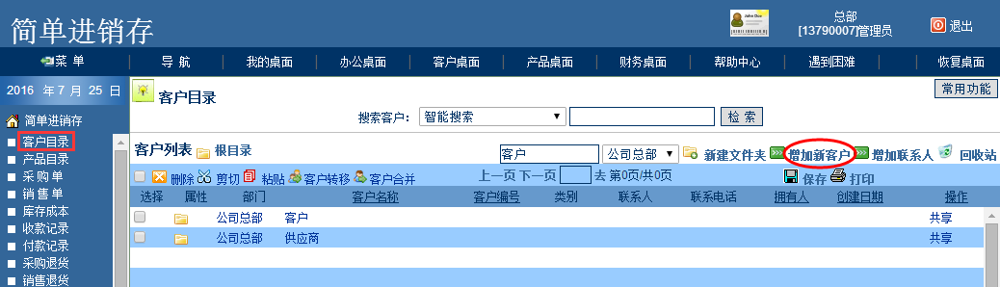 简单进销存
John Doe
总部
[13790007]管理员
退出
菜 单 导 航 我的桌面 办公桌面 客户桌面 产品桌面 财务桌面 帮助中心 遇到困难 恢复桌面
2016 年 7 月 25 日
简单进销存
客户目录
产品目录
采 购 单
销 售 单
库存成本
收款记录
付款记录
采购退货
销售退货
客户目录 常用功能
搜索客户： 智能搜索 检 索
客户列表 根目录 客户 公司总部 新建文件夹 增加新客户 增加联系人 回收站
删除 剪切 粘贴 客户转移 客户合并 上一页 下一页 去 第0页/共0页 保存 打印
选择 属性 部门 客户名称 客户编号 类别 联系人 联系电话 拥有人 创建日期 操作
公司总部 客户 共享
公司总部 供应商 共享